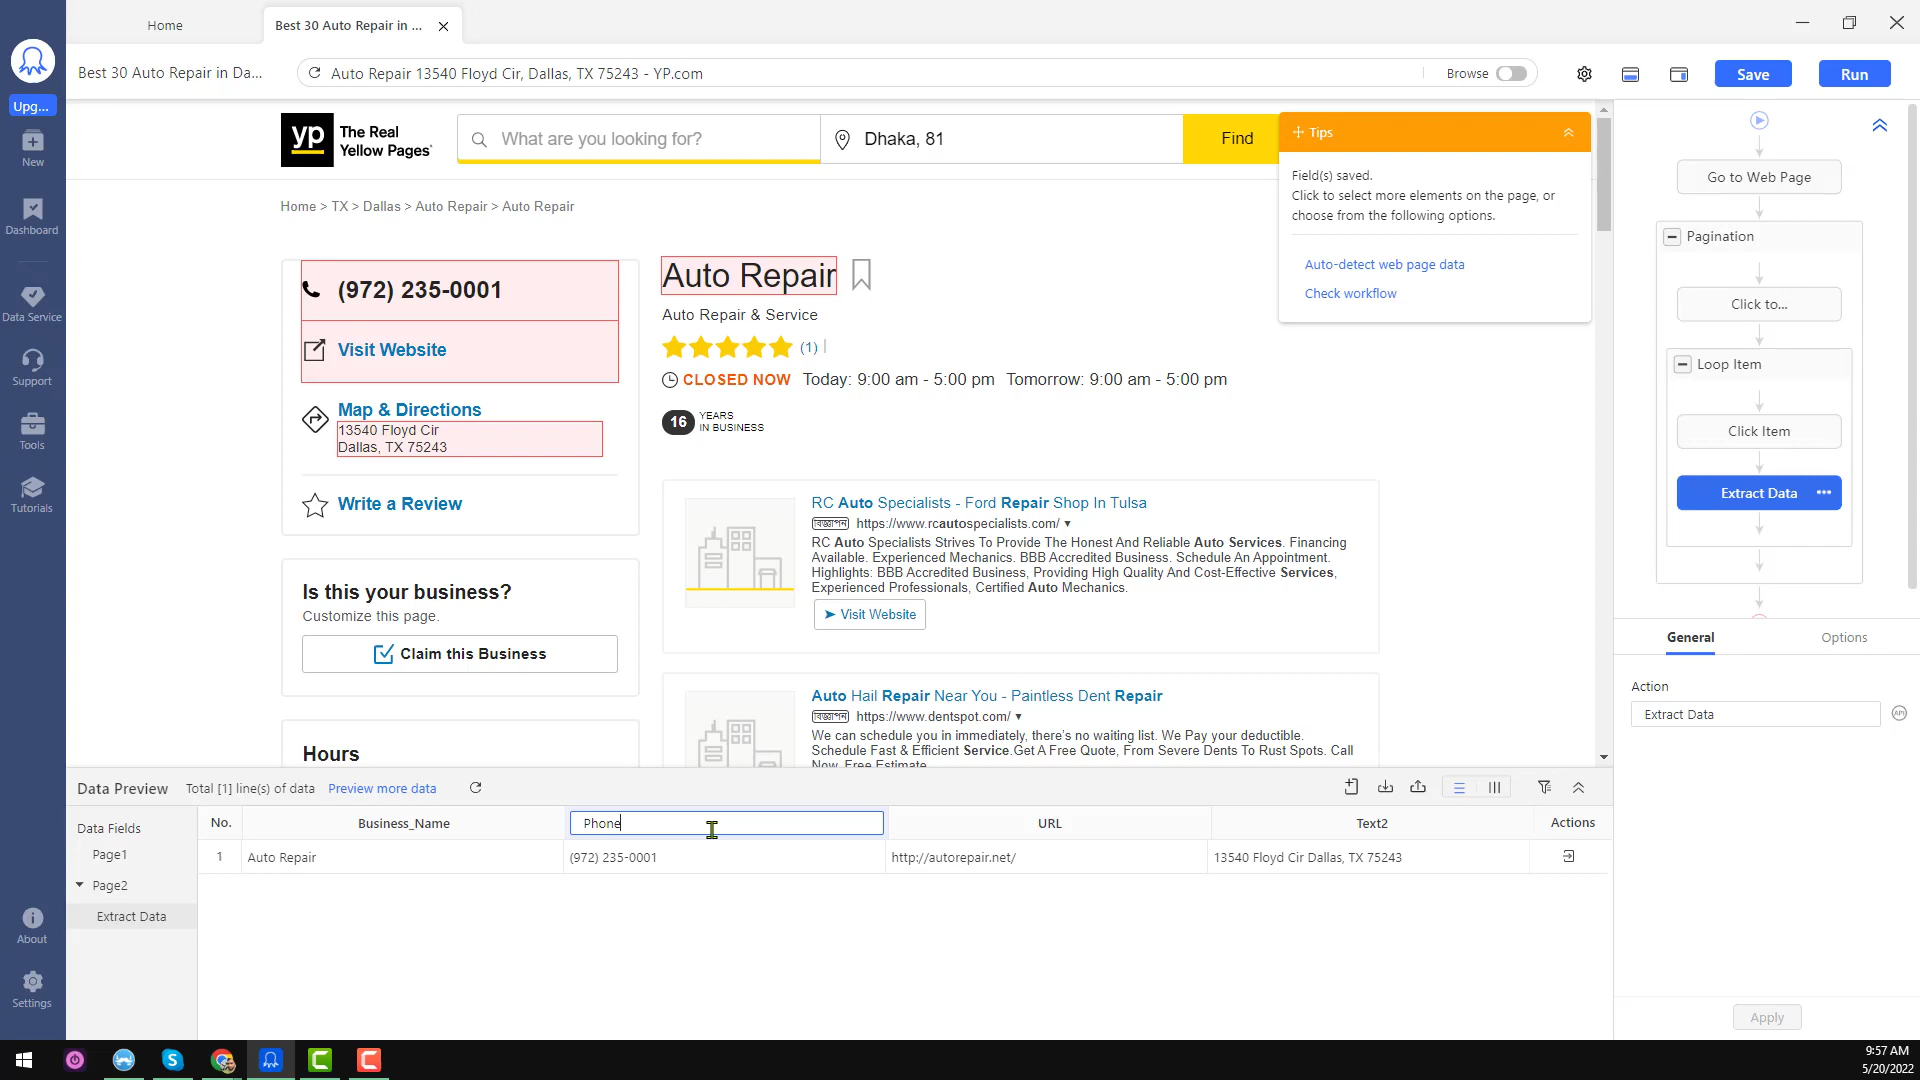 Home
Best 30 Auto Repair in ...
Upg...
New
Dashboard
Data Service
Support
Tools
Tutorials
About
Settings
Best 30 Auto Repair in Da...
Auto Repair 13540 Floyd Cir, Dallas, TX 75243 - YP.com
Browse
Save
Run
yp
The Real
Yellow Pages®
What are you looking for?
Dhaka, 81
Find
Home > TX > Dallas > Auto Repair > Auto Repair
(972) 235-0001
Visit Website
Map & Directions
13540 Floyd Cir
Dallas, TX 75243
Write a Review
Is this your business?
Customize this page.
Claim this Business
Hours
Auto Repair
Auto Repair & Service
(1)
CLOSED NOW Today: 9:00 am - 5:00 pm Tomorrow: 9:00 am - 5:00 pm
16
YEARS
IN BUSINESS
RC Auto Specialists - Ford Repair Shop In Tulsa
বিজ্ঞাপন https://www.rcautospecialists.com/
RC Auto Specialists Strives To Provide The Honest And Reliable Auto Services. Financing
Available. Experienced Mechanics. BBB Accredited Business. Schedule An Appointment.
Highlights: BBB Accredited Business, Providing High Quality And Cost-Effective Services,
Experienced Professionals, Certified Auto Mechanics.
Visit Website
Auto Hail Repair Near You - Paintless Dent Repair
বিজ্ঞাপন https://www.dentspot.com/
We can schedule you in immediately, there's no waiting list. We Pay your deductible.
Schedule Fast & Efficient Service.Get A Free Quote, From Severe Dents To Rust Spots. Call
Now. Free Estimate.
Tips
Field(s) saved.
Click to select more elements on the page, or
choose from the following options.
Auto-detect web page data
Check workflow
Go to Web Page
Pagination
Click to...
Loop Item
Click Item
Extract Data
General
Options
Action
Extract Data
API
Apply
Data Preview
Total [1] line(s) of data
Preview more data
Data Fields
Page1
Page2
Extract Data
No.
Business_Name
Phone
URL
Text2
Actions
1
Auto Repair
(972) 235-0001
http://autorepair.net/
13540 Floyd Cir Dallas, TX 75243
9:57 AM
5/20/2022